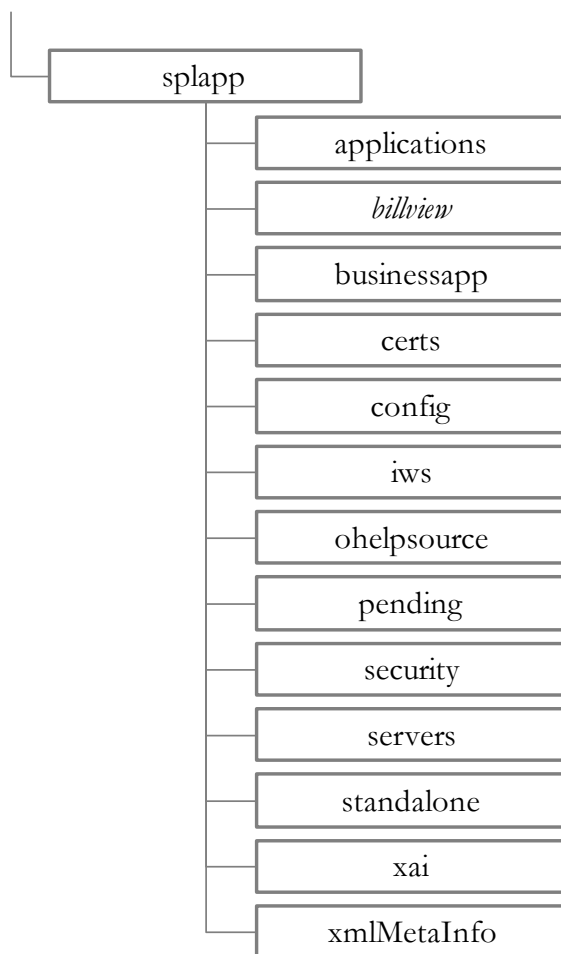 splapp
applications
billview
businessapp
certs
config
iws
ohelpsource
pending
security
servers
standalone
xai
xmlMetaInfo